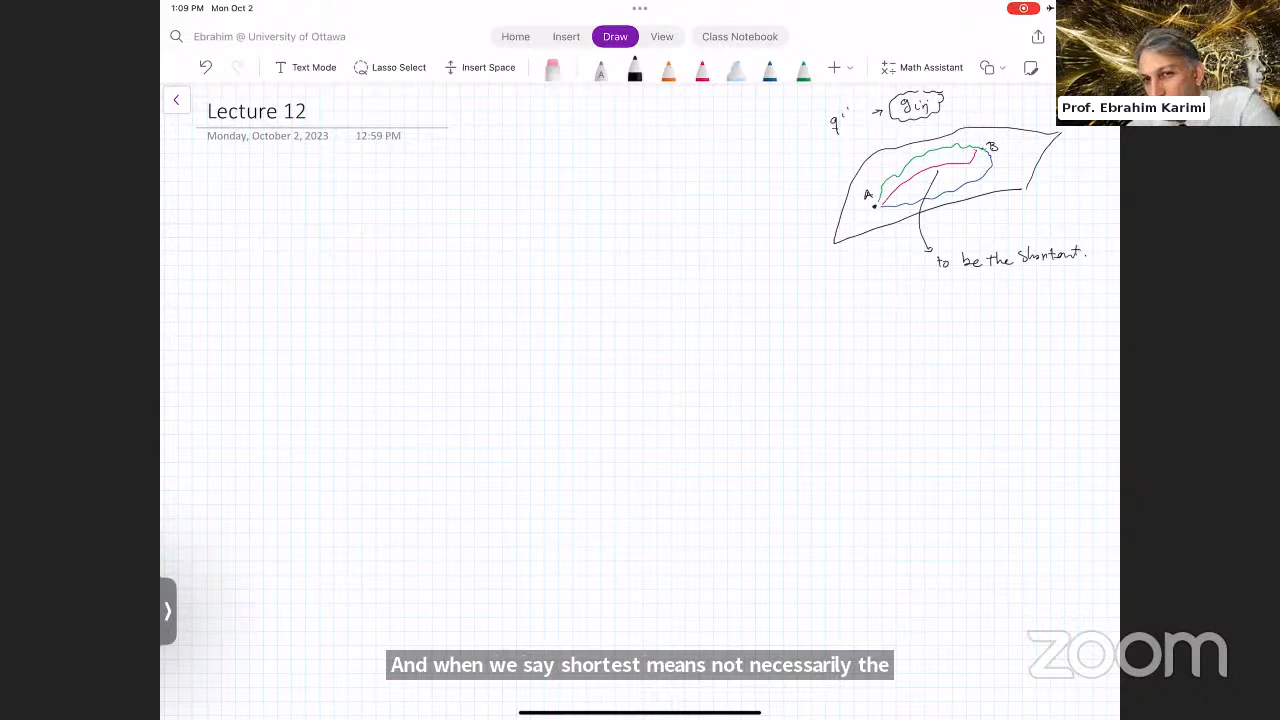 1:09 PM Mon Oct 2
Ebrahim @ University of Ottawa
Home Insert Draw View Class Notebook
Text Mode Lasso Select Insert Space Math Assistant
Prof. Ebrahim Karimi
Lecture 12
Monday, October 2, 2023 12:59 PM
q^i → g ij
B
A
to be the shortest.
And when we say shortest means not necessarily the
zoom